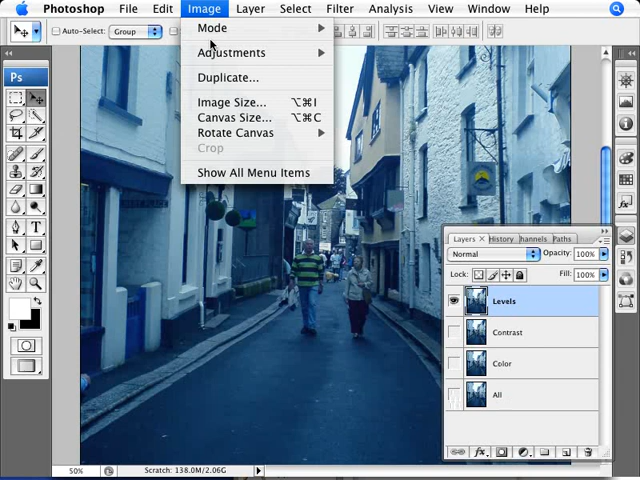 Photoshop File Edit Image Layer Select Filter Analysis View Window
Auto-Select: Group
Mode
Adjustments
Duplicate...
Image Size... ⌥⌘I
Canvas Size... ⌥⌘C
Rotate Canvas
Crop
Show All Menu Items
Ps
Layers × History hannels Paths
Normal Opacity: 100%
Lock: Fill: 100%
Levels
Contrast
Color
All
50% Scratch: 138.0M/2.06G